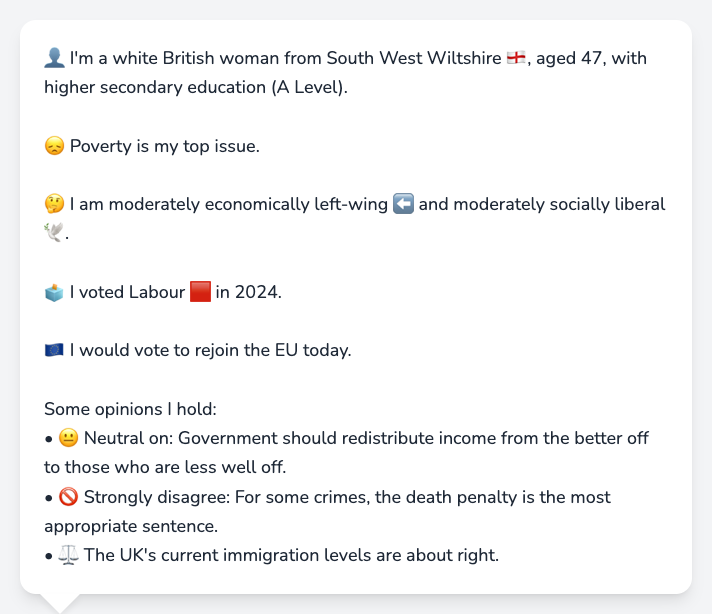 👤 I'm a white British woman from South West Wiltshire 🏴󠁧󠁢󠁥󠁮󠁧󠁿, aged 47, with
higher secondary education (A Level).
😞 Poverty is my top issue.
🤔 I am moderately economically left-wing ⬅️ and moderately socially liberal
🕊️.
🗳️ I voted Labour 🟥 in 2024.
🇪🇺 I would vote to rejoin the EU today.
Some opinions I hold:
• 😐 Neutral on: Government should redistribute income from the better off
to those who are less well off.
• 🚫 Strongly disagree: For some crimes, the death penalty is the most
appropriate sentence.
• ⚖️ The UK's current immigration levels are about right.